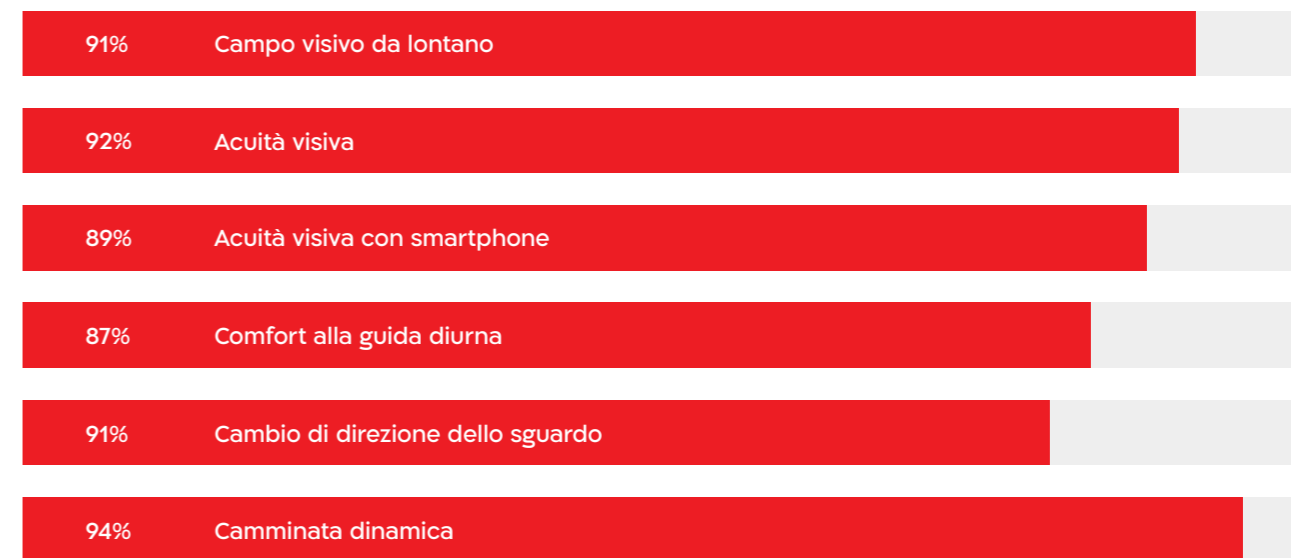 91% Campo visivo da lontano
92% Acuità visiva
89% Acuità visiva con smartphone
87% Comfort alla guida diurna
91% Cambio di direzione dello sguardo
94% Camminata dinamica